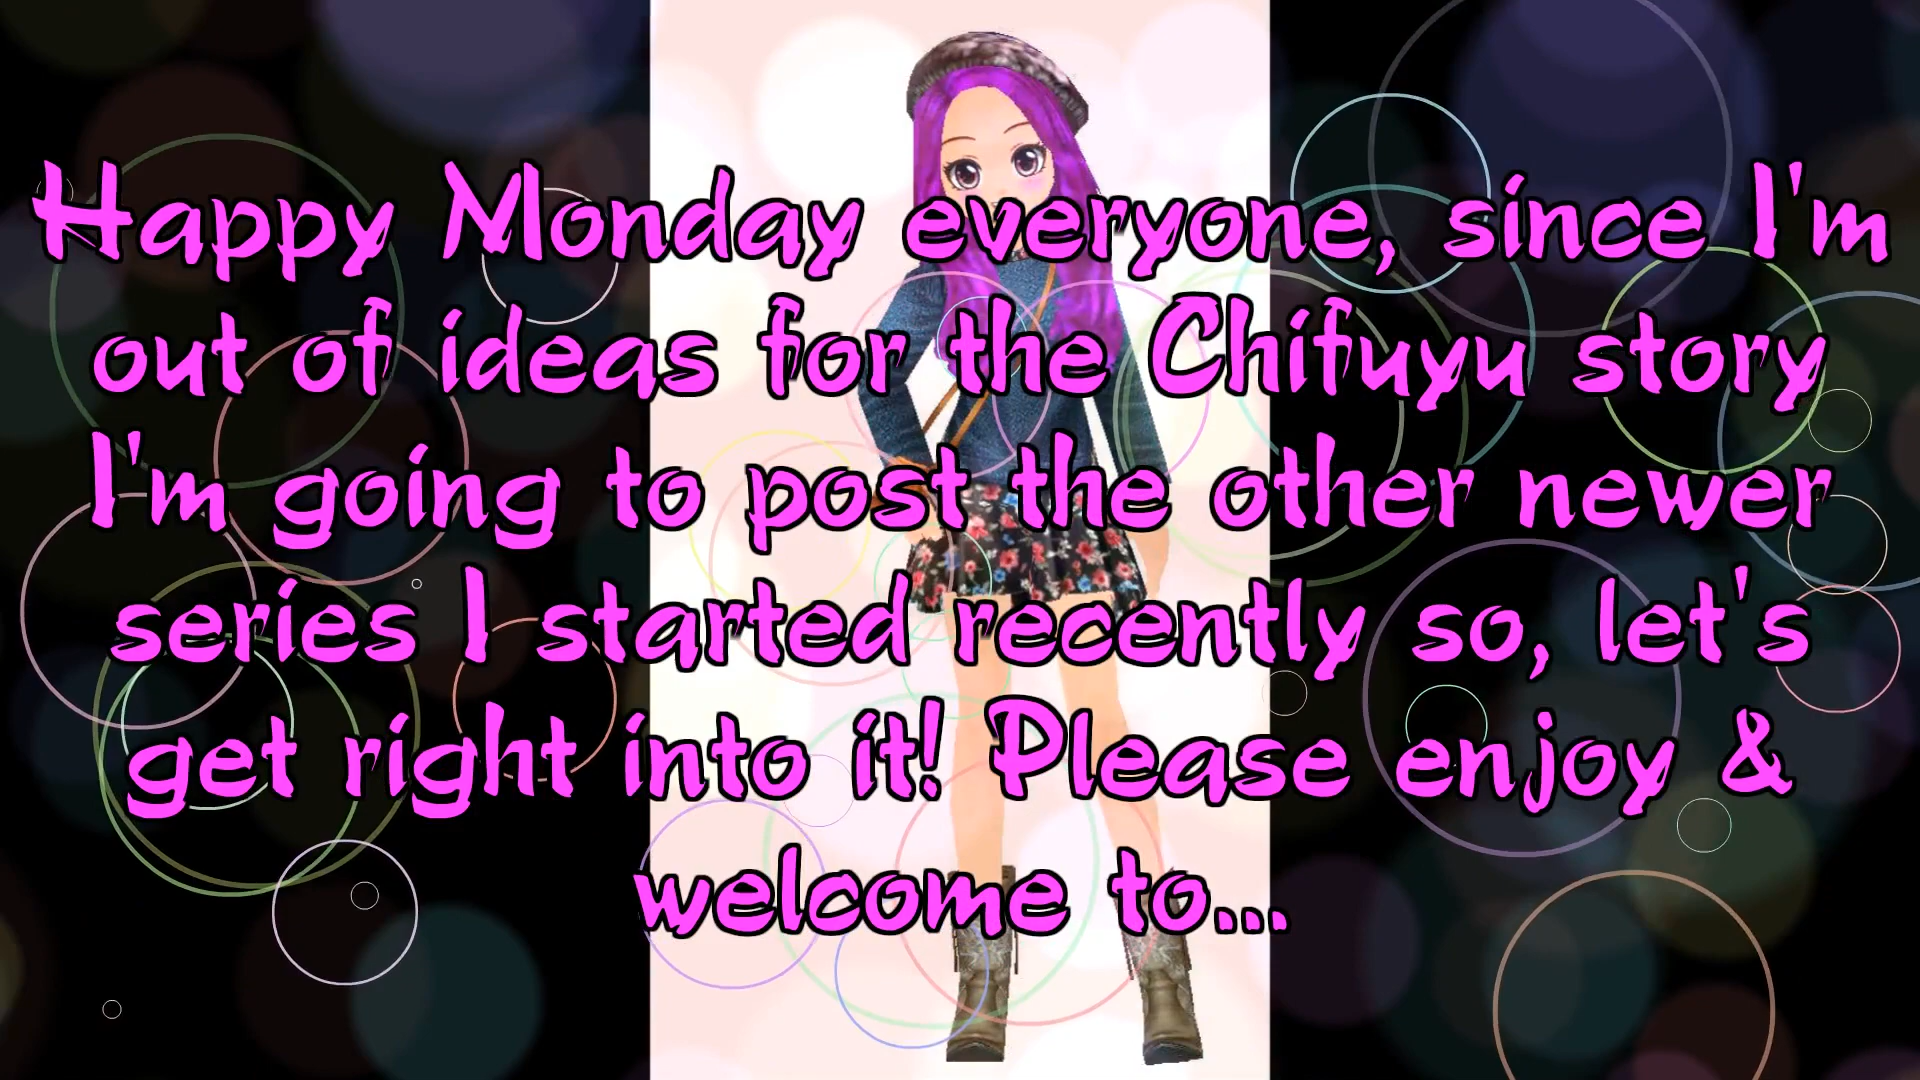 Happy Monday everyone, since I'm
out of ideas for the Chifuyu story
I'm going to post the other newer
series I started recently so, let's
get right into it! Please enjoy &
welcome to...